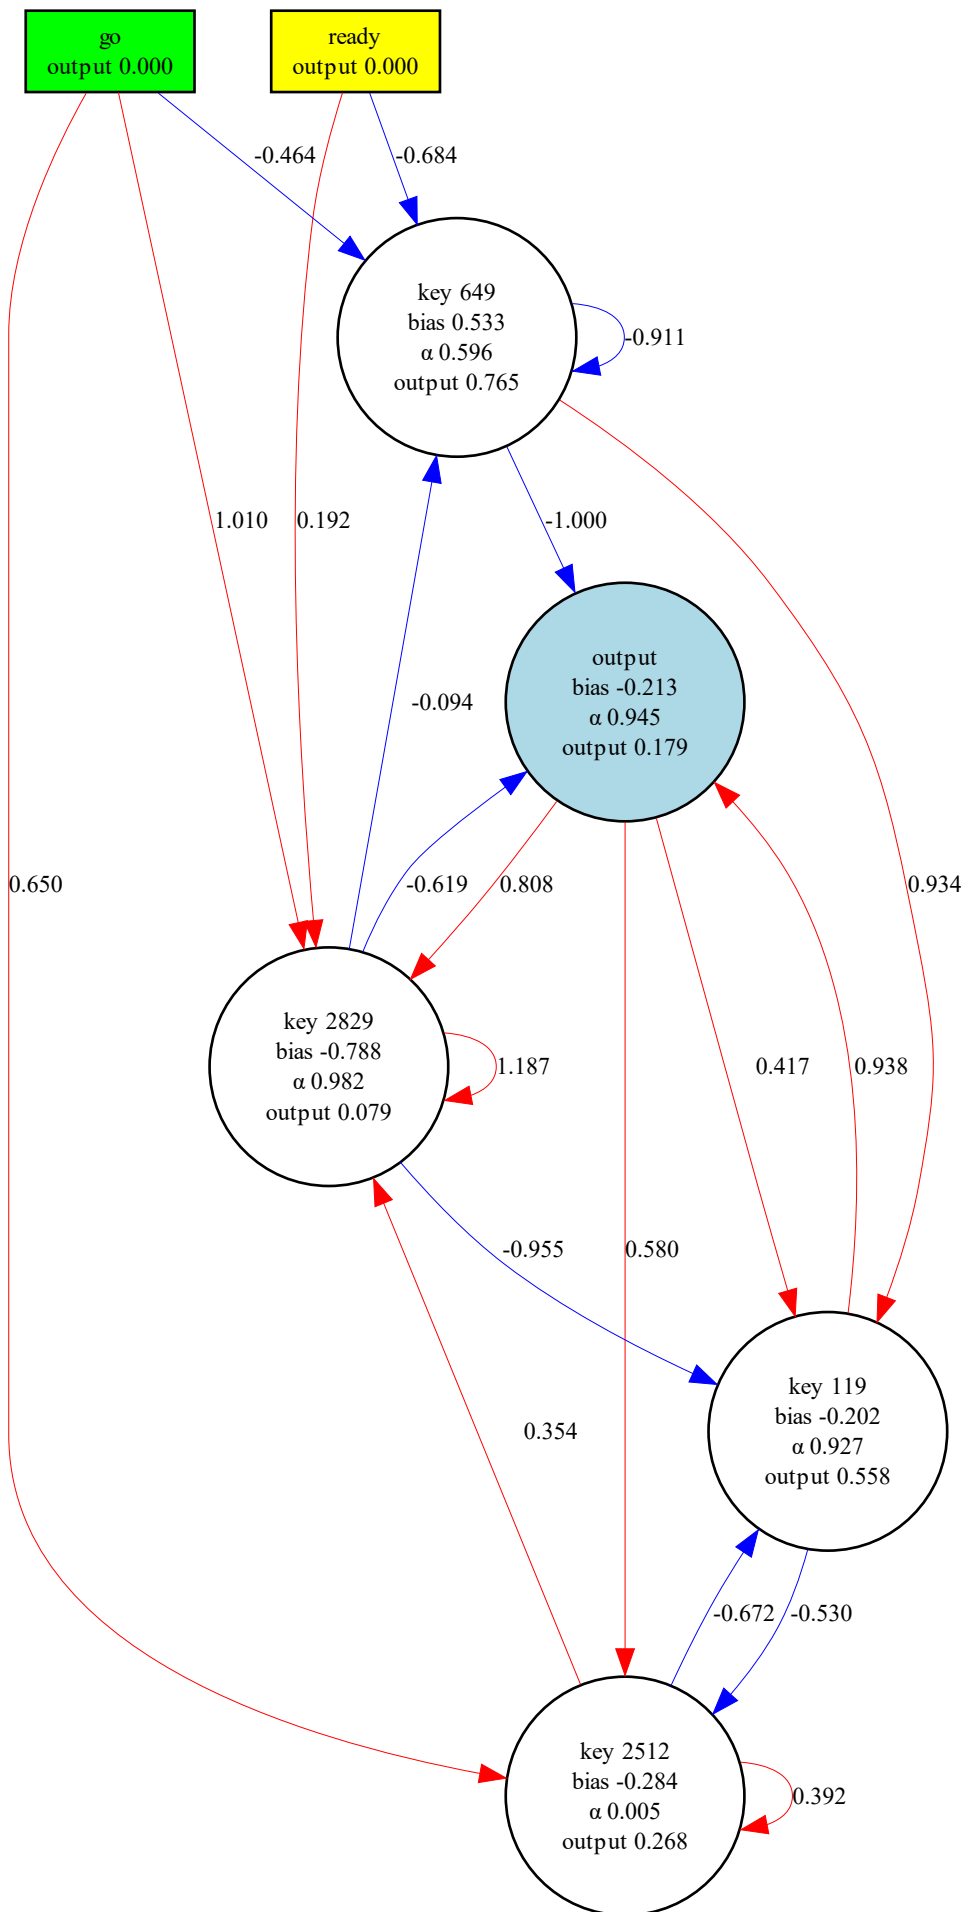 go
output 0.000
ready
output 0.000
-0.464
-0.684
key 649
bias 0.533
α 0.596
output 0.765
-0.911
1.010
0.192
-1.000
output
bias -0.213
α 0.945
output 0.179
-0.094
0.650
-0.619
0.808
0.934
key 2829
bias -0.788
α 0.982
output 0.079
1.187
0.417
0.938
-0.955
0.580
key 119
bias -0.202
α 0.927
output 0.558
0.354
-0.672
-0.530
key 2512
bias -0.284
α 0.005
output 0.268
0.392